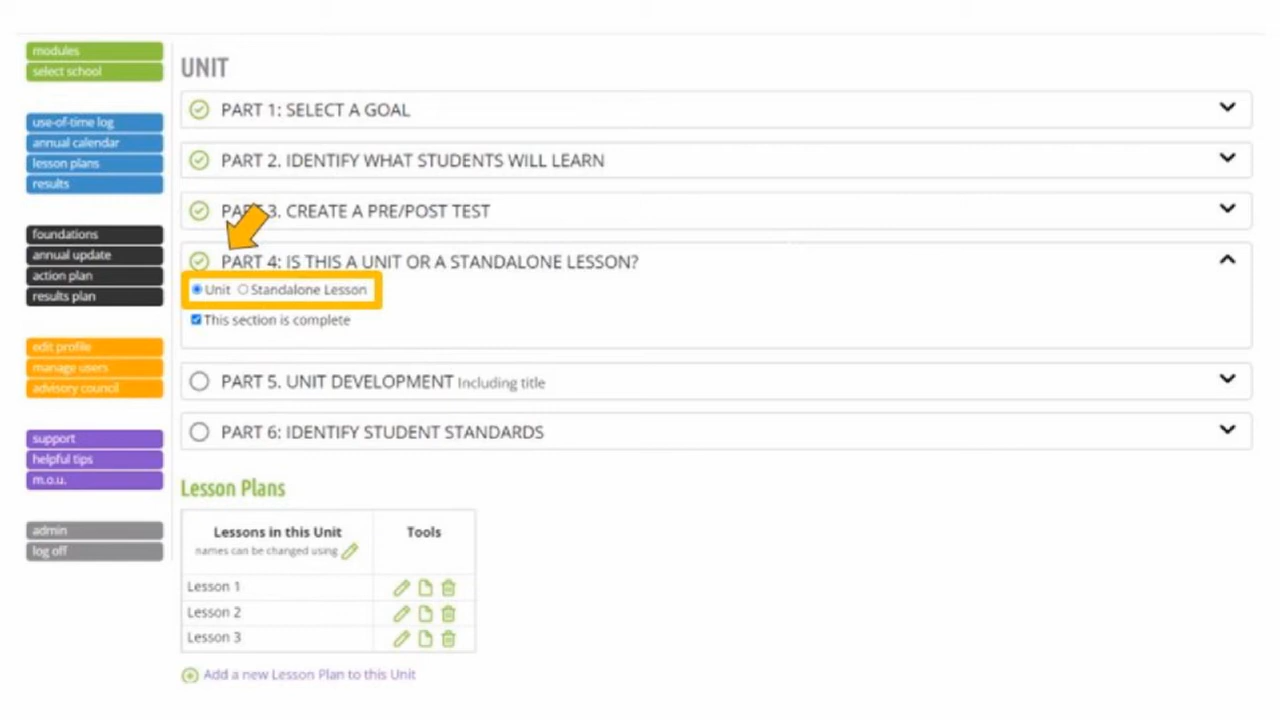 modules
select school
use-of-time log
annual calendar
lesson plans
results
foundations
annual update
action plan
results plan
edit profile
manage users
advisory council
support
helpful tips
m.o.u.
admin
log off
UNIT
PART 1: SELECT A GOAL
PART 2. IDENTIFY WHAT STUDENTS WILL LEARN
PART 3. CREATE A PRE/POST TEST
PART 4: IS THIS A UNIT OR A STANDALONE LESSON?
Unit Standalone Lesson
This section is complete
PART 5. UNIT DEVELOPMENT Including title
PART 6: IDENTIFY STUDENT STANDARDS
Lesson Plans
Lessons in this Unit Tools
names can be changed using
Lesson 1
Lesson 2
Lesson 3
Add a new Lesson Plan to this Unit